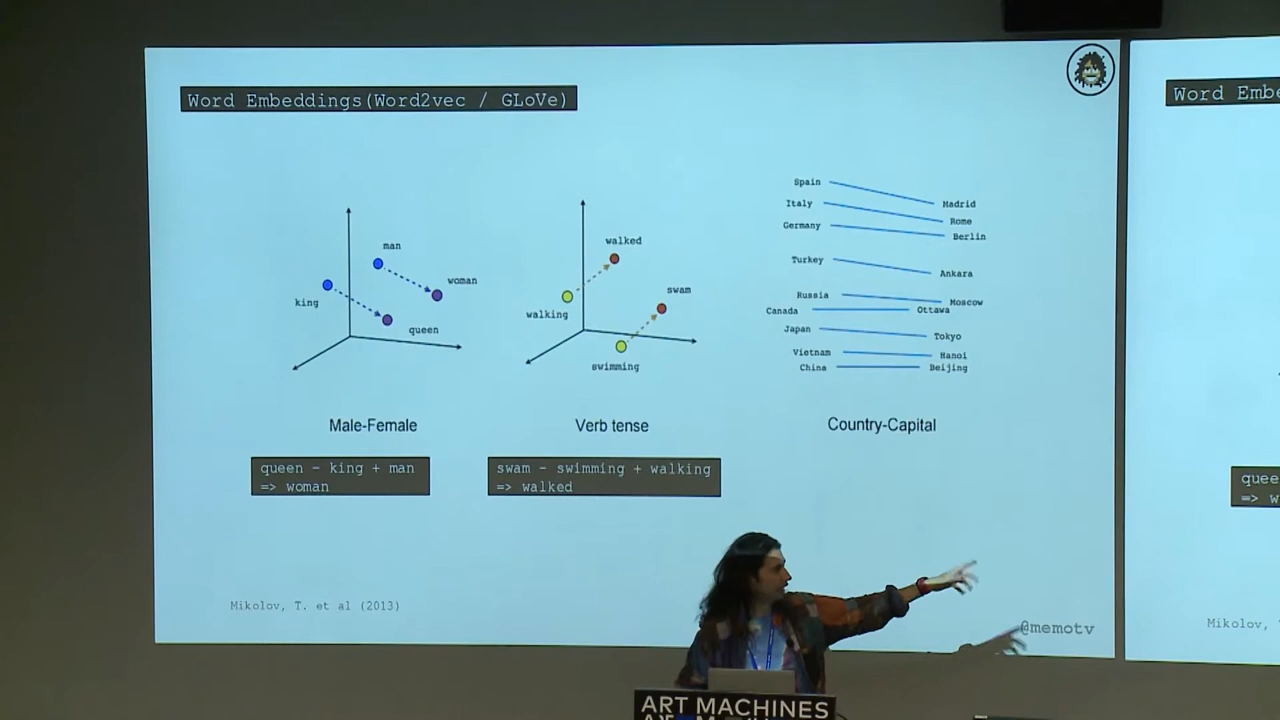 Word Embeddings(Word2vec / GLoVe)
Word Embe
man
woman
king
queen
Male-Female
queen - king + man
=> woman
walked
swam
walking
swimming
Verb tense
swam - swimming + walking
=> walked
Spain Madrid
Italy Rome
Germany Berlin
Turkey Ankara
Russia Moscow
Canada Ottawa
Japan Tokyo
Vietnam Hanoi
China Beijing
Country-Capital
Mikolov, T. et al (2013)
@memotv
quee
=> w
Mikolov,
ART MACHINES